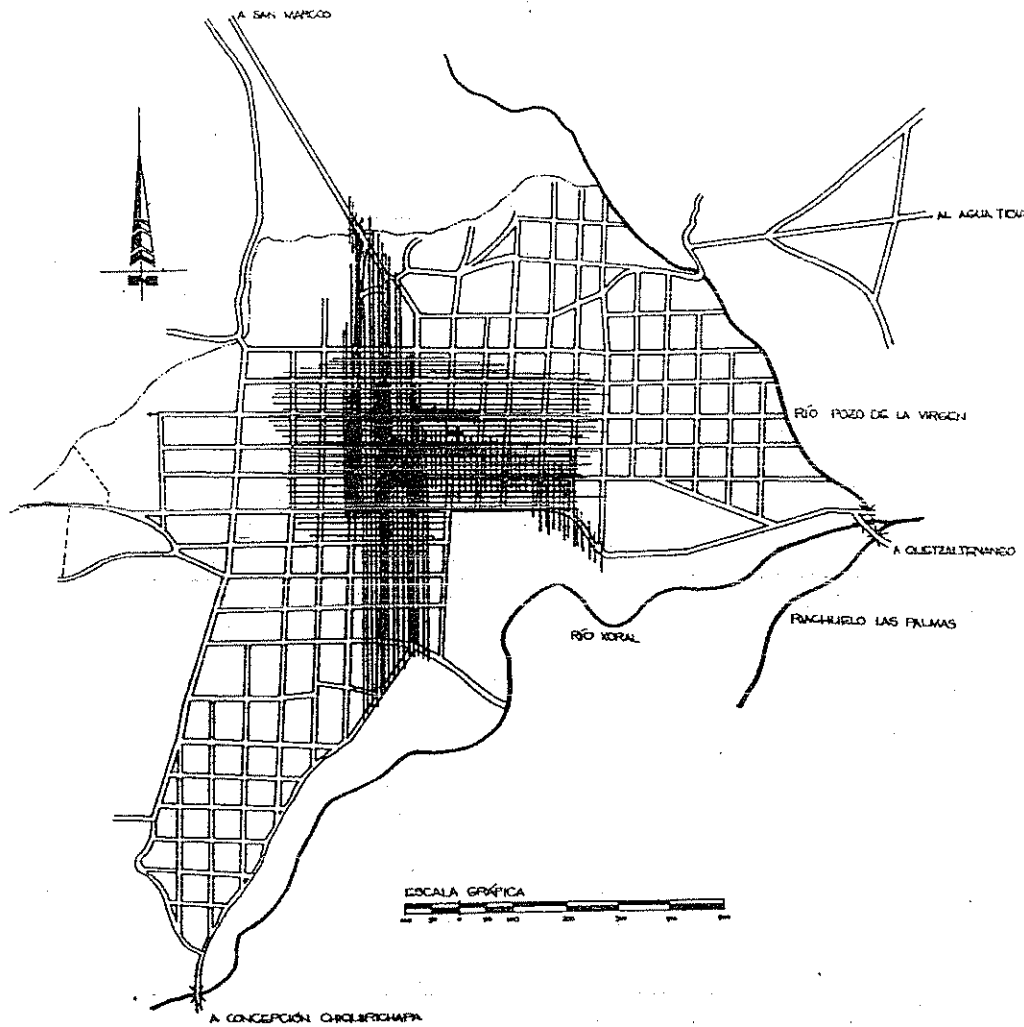 A SAN MARCOS
AL AGUA
RÍO POZO DE LA VIRGEN
A QUETZALTENANGO
RIACHUELO LAS PALMAS
RÍO XORAL
ESCALA GRÁFICA
A CONCEPCIÓN CHIQUIRICHAPA